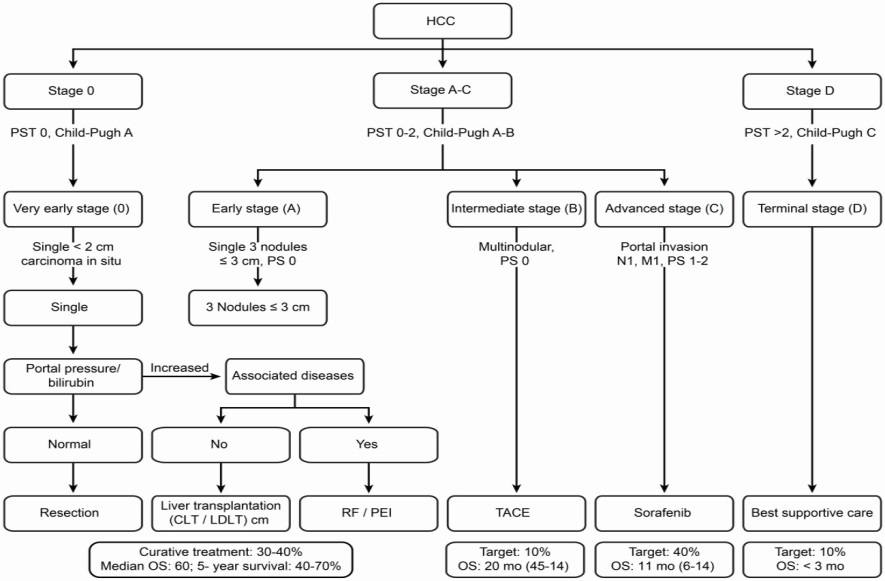 HCC
Stage 0
Stage A-C
Stage D
PST 0, Child-Pugh A
PST 0-2, Child-Pugh A-B
PST >2, Child-Pugh C
Very early stage (0)
Early stage (A)
Intermediate stage (B)
Advanced stage (C)
Terminal stage (D)
Single < 2 cm
carcinoma in situ
Single 3 nodules
≤ 3 cm, PS 0
Multinodular,
PS 0
Portal invasion
N1, M1, PS 1-2
Single
3 Nodules ≤ 3 cm
Portal pressure/
bilirubin
Increased
Associated diseases
Normal
No
Yes
Resection
Liver transplantation
(CLT / LDLT) cm
RF / PEI
TACE
Sorafenib
Best supportive care
Curative treatment: 30-40%
Median OS: 60; 5- year survival: 40-70%
Target: 10%
OS: 20 mo (45-14)
Target: 40%
OS: 11 mo (6-14)
Target: 10%
OS: < 3 mo